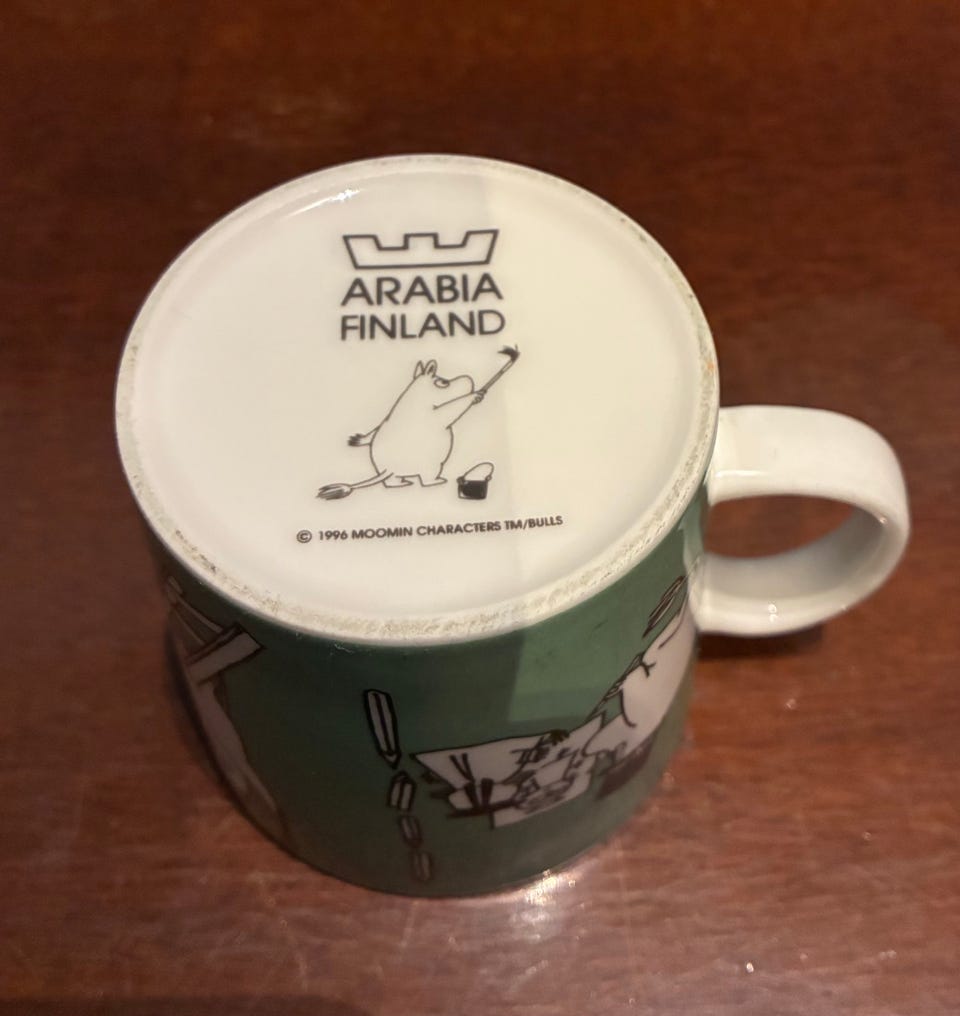 ARABIA
FINLAND
© 1996 MOOMIN CHARACTERS TM/BULLS